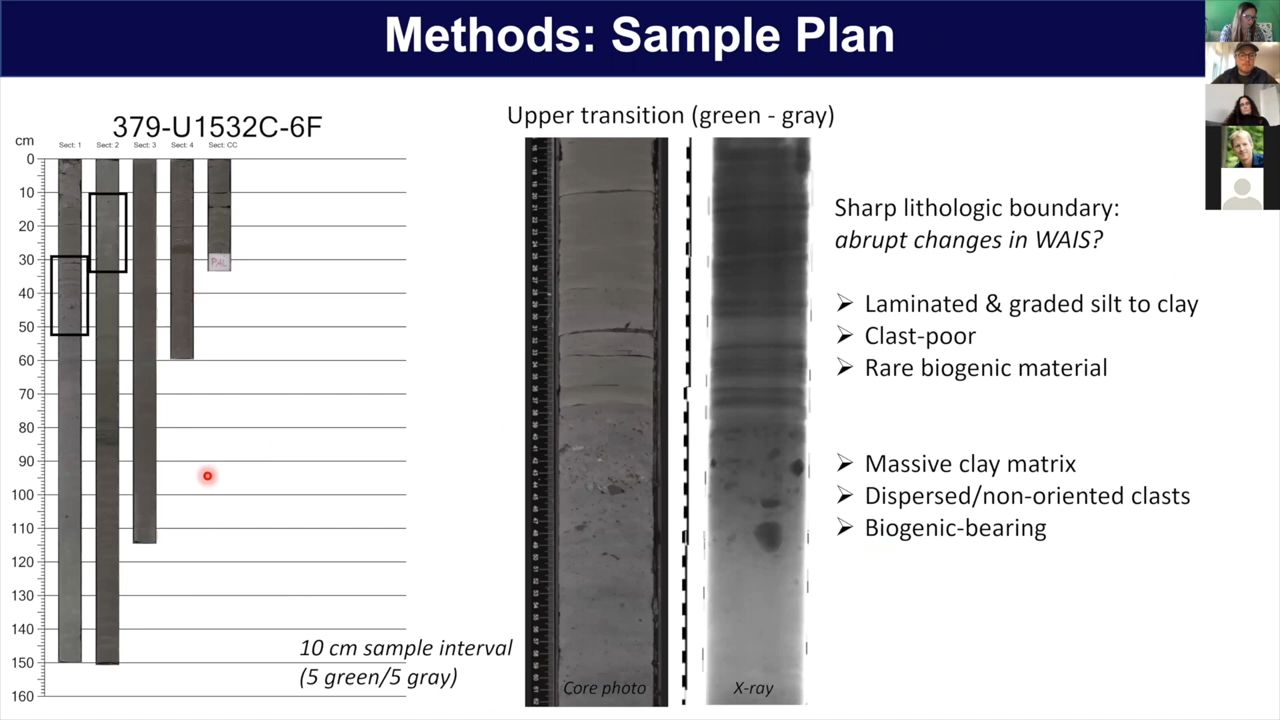 Methods: Sample Plan
379-U1532C-6F
cm
Sect: 1 Sect: 2 Sect: 3 Sect: 4 Sect: CC
0
10
20
30
40
50
60
70
80
90
100
110
120
130
140
150
160
PAL
10 cm sample interval
(5 green/5 gray)
Upper transition (green - gray)
Core photo
X-ray
Sharp lithologic boundary:
abrupt changes in WAIS?
➢ Laminated & graded silt to clay
➢ Clast-poor
➢ Rare biogenic material
➢ Massive clay matrix
➢ Dispersed/non-oriented clasts
➢ Biogenic-bearing